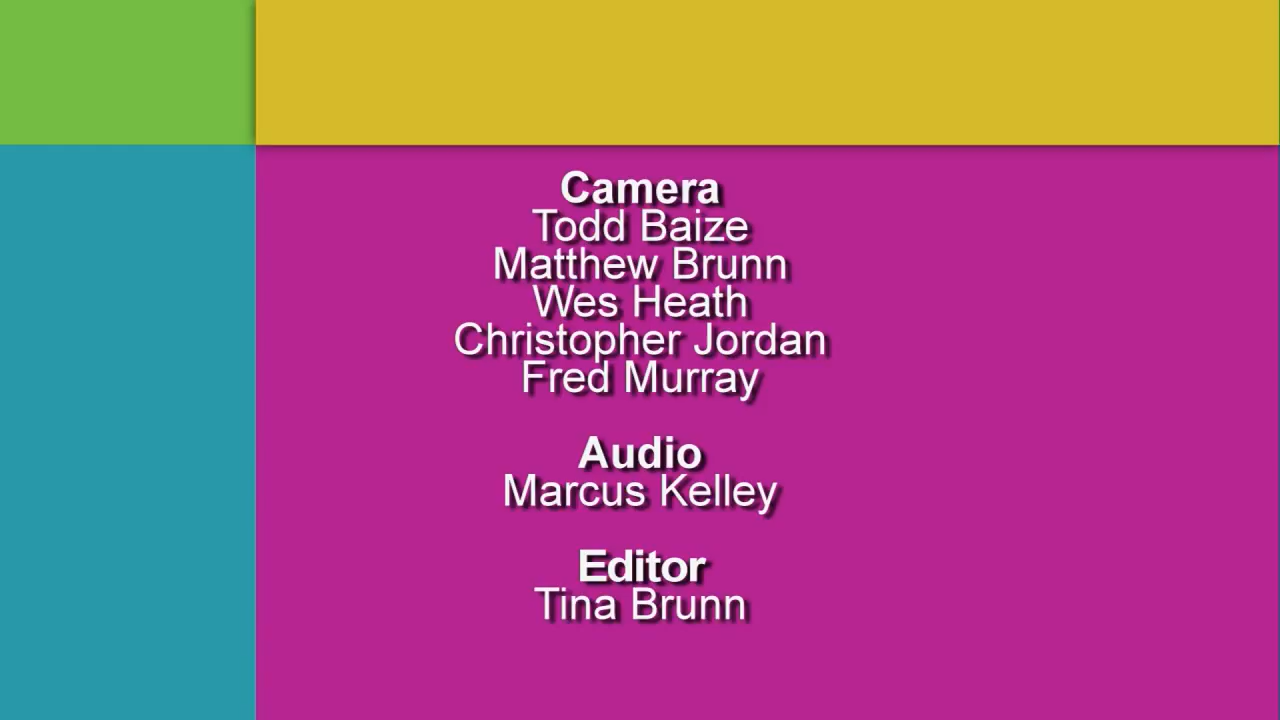 Camera
Todd Baize
Matthew Brunn
Wes Heath
Christopher Jordan
Fred Murray
Audio
Marcus Kelley
Editor
Tina Brunn